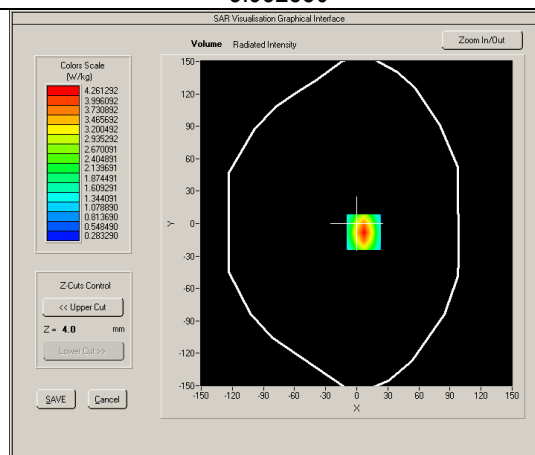 SAR Visualisation Graphical Interface
Volume Radiated Intensity
Zoom In/Out
Colors Scale
(W/kg)
4.261292
3.996092
3.730892
3.465692
3.200492
2.935292
2.670091
2.404891
2.139691
1.874491
1.609291
1.344091
1.078890
0.813690
0.548490
0.283290
Z-Cuts Control
<< Upper Cut
Z = 4.0 mm
Lower Cut >>
SAVE Cancel
150-
120-
90-
60-
30-
0-
-30-
-60-
-90-
-120-
-150-
Y
-150 -120 -90 -60 -30 0 30 60 90 120 150
X